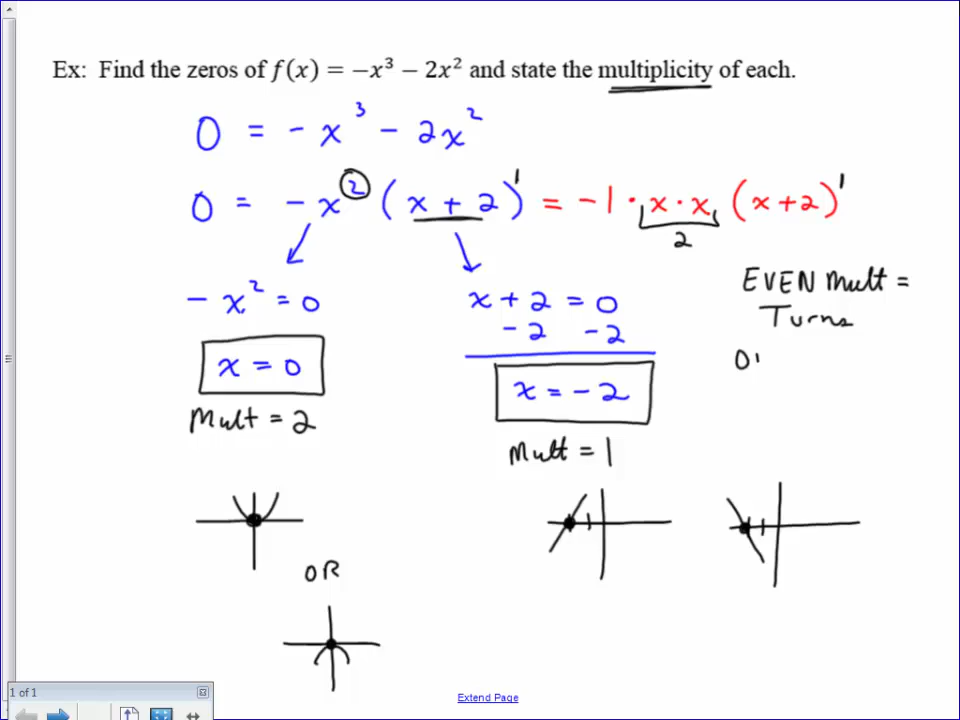 Ex: Find the zeros of f(x) = −x³ − 2x² and state the multiplicity of each.
0 = - x³ - 2x²
0 = - x² (x + 2)¹ = -1 · x · x (x+2)¹
2
- x² = 0
x + 2 = 0
- 2 - 2
x = 0
x = - 2
Mult = 2
Mult = 1
EVEN Mult =
Turns
OR
1 of 1
Extend Page